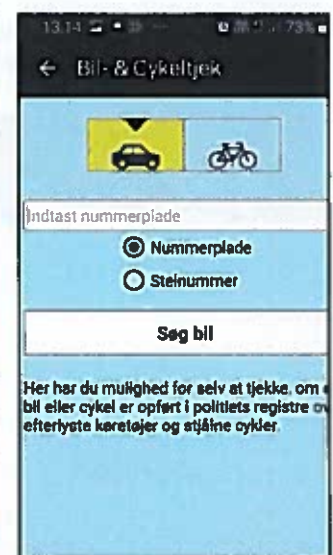 13.14
73%
← Bil- & Cykeltjek
Indtast nummerplade
Nummerplade
Stelnummer
Søg bil
Her har du mulighed for selv at tjekke, om
bil eller cykel er opført i politiets registre
efterlyste køretøjer og stjålne cykler.